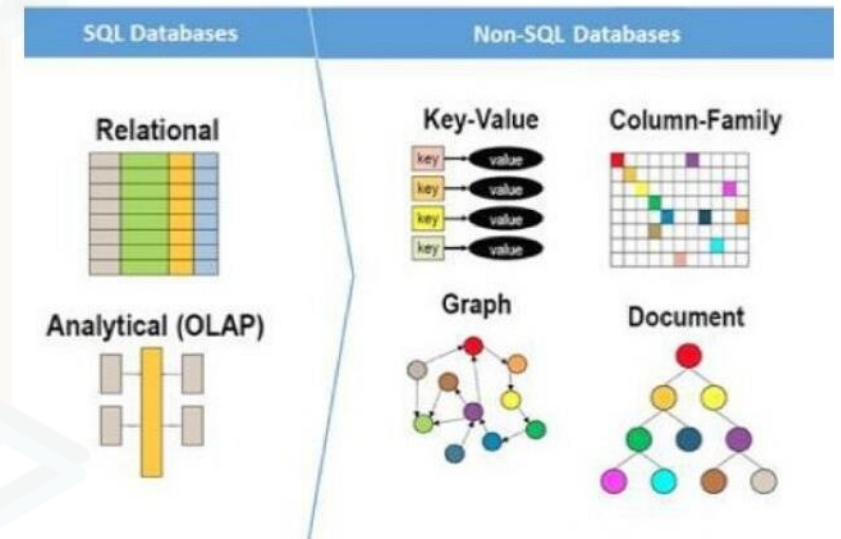 SQL Databases
Non-SQL Databases
Relational
Analytical (OLAP)
Key-Value
key value
key value
key value
key value
Column-Family
Graph
Document